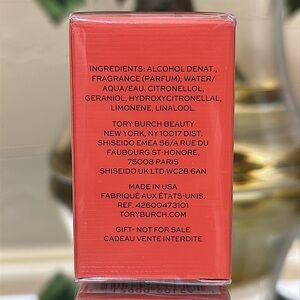 INGREDIENTS: ALCOHOL DENAT.,
FRAGRANCE (PARFUM), WATER/
AQUA/EAU, CITRONELLOL,
GERANIOL, HYDROXYCITRONELLAL,
LIMONENE, LINALOOL.
TORY BURCH BEAUTY
NEW YORK, NY 10017 DIST.
SHISEIDO EMEA 56/A RUE DU
FAUBOURG ST-HONORE,
75008 PARIS
SHISEIDO UK LTD WC2B 6AN
MADE IN USA
FABRIQUÉ AUX ÉTATS-UNIS.
REF. 42600473101
TORYBURCH.COM
GIFT- NOT FOR SALE
CADEAU VENTE INTERDITE